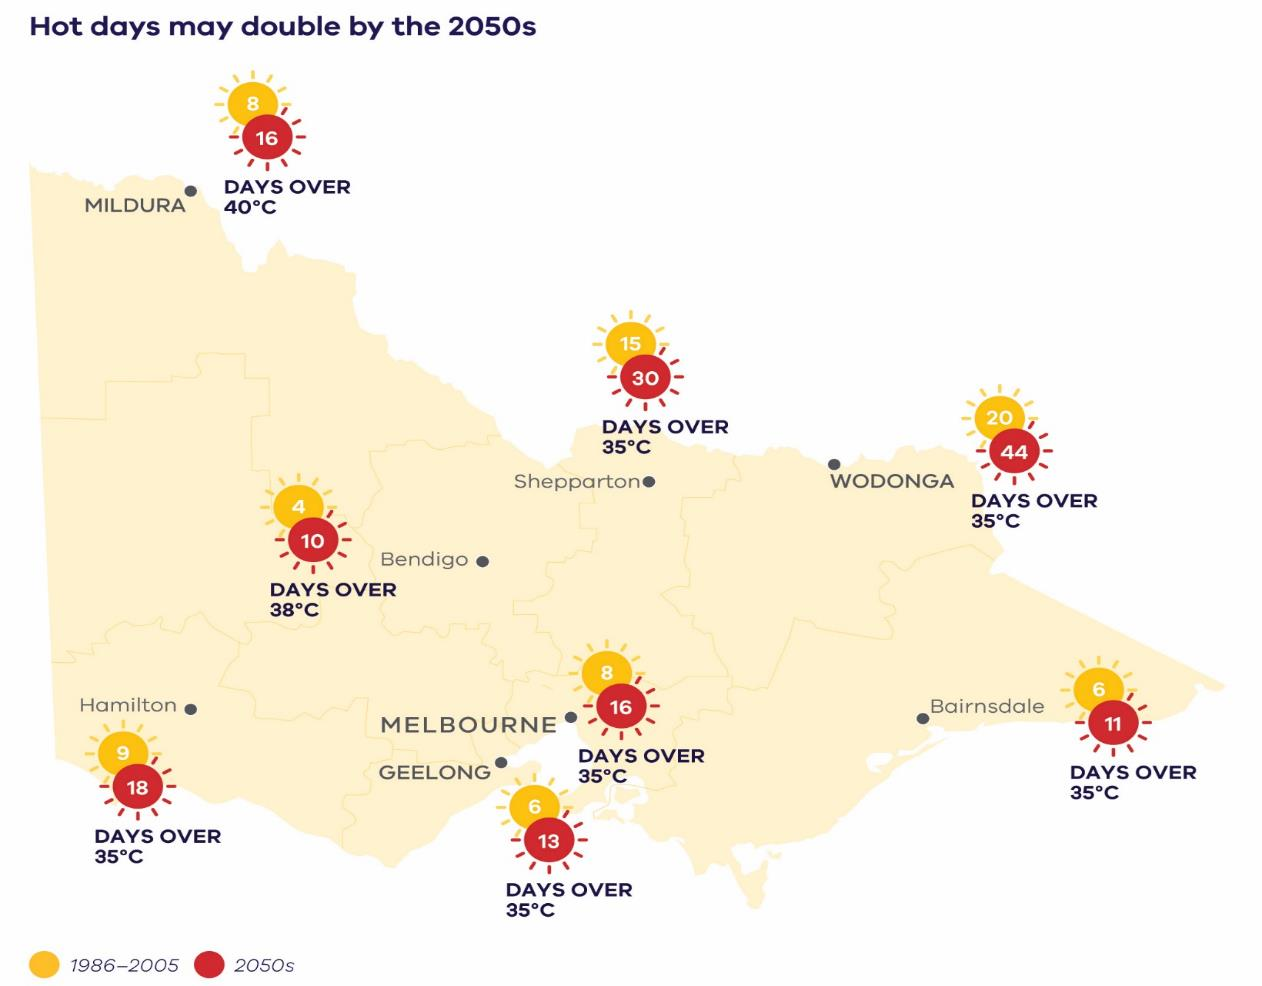 Hot days may double by the 2050s
8
16
DAYS OVER
40°C
MILDURA
15
30
DAYS OVER
35°C
20
44
DAYS OVER
35°C
Shepparton
WODONGA
4
10
DAYS OVER
38°C
Bendigo
8
16
DAYS OVER
35°C
Hamilton
MELBOURNE
Bairnsdale
6
11
DAYS OVER
35°C
9
18
DAYS OVER
35°C
GEELONG
6
13
DAYS OVER
35°C
1986–2005
2050s